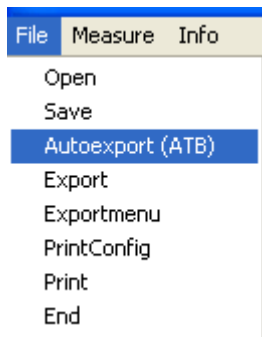 File Measure Info
Open
Save
Autoexport (ATB)
Export
Exportmenu
PrintConfig
Print
End